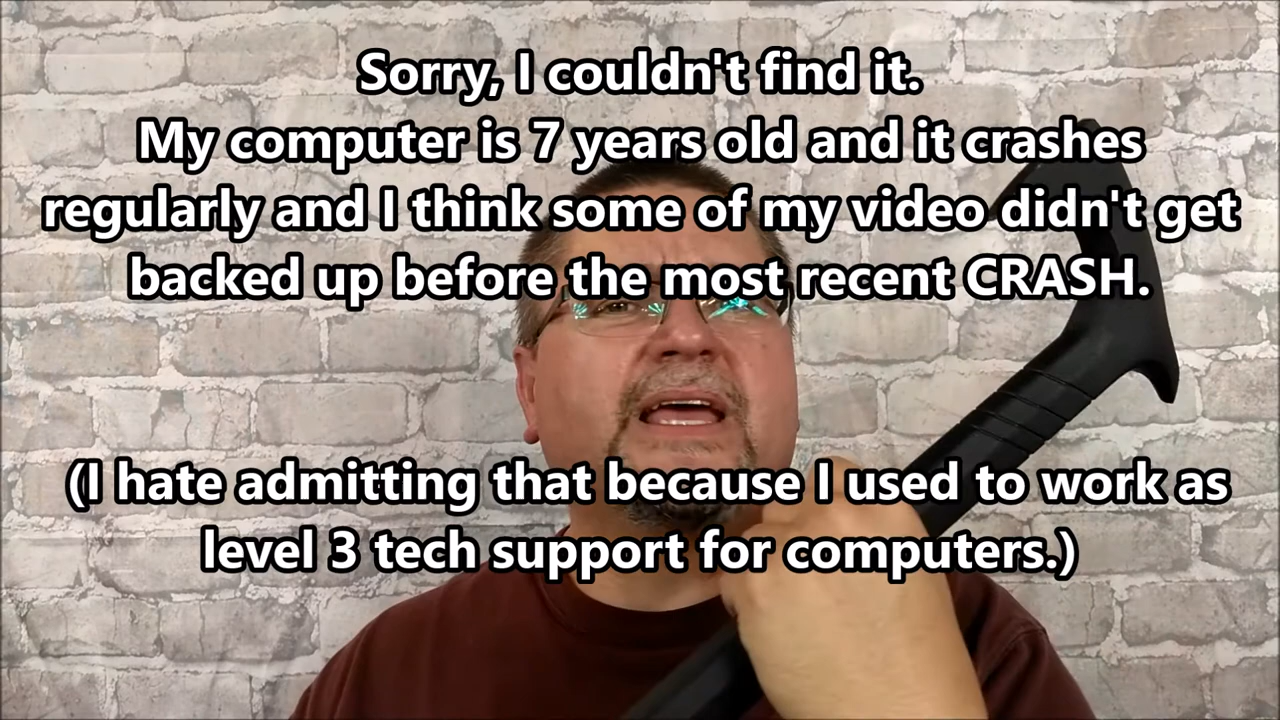 Sorry, I couldn't find it.
My computer is 7 years old and it crashes
regularly and I think some of my video didn't get
backed up before the most recent CRASH.
(I hate admitting that because I used to work as
level 3 tech support for computers.)